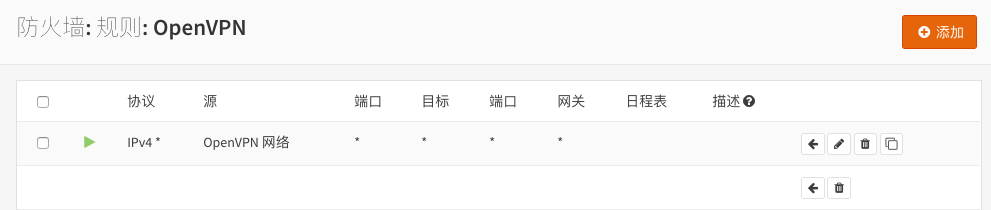 防火墙: 规则: OpenVPN
添加
协议 源 端口 目标 端口 网关 日程表 描述
IPv4 * OpenVPN 网络 * * * *